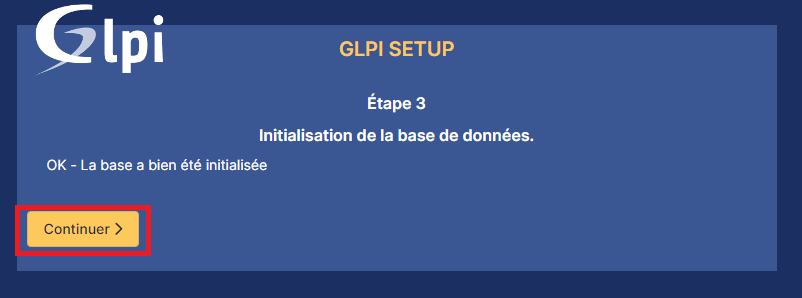 Glpi
GLPI SETUP
Étape 3
Initialisation de la base de données.
OK - La base a bien été initialisée
Continuer